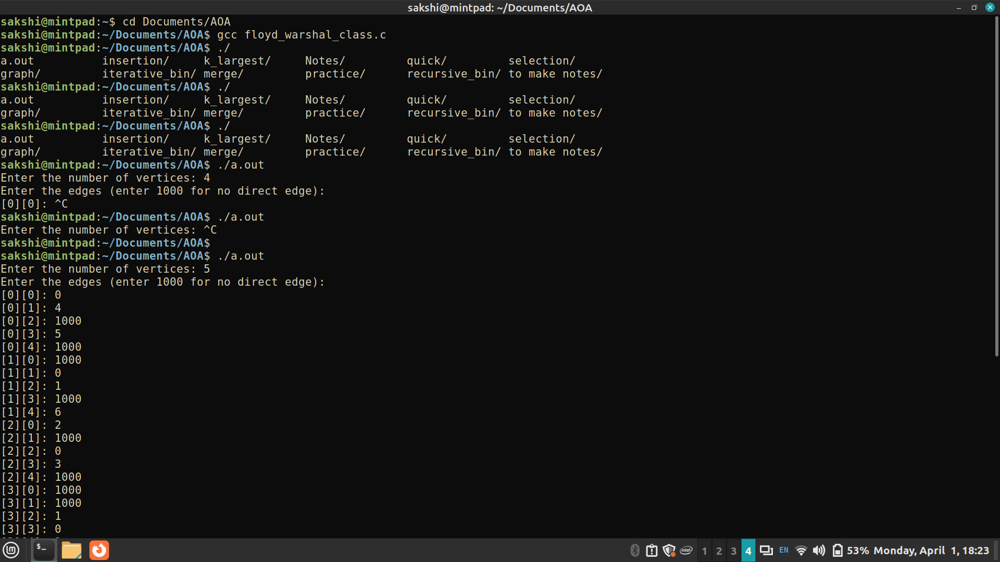 sakshi@mintpad: ~/Documents/AOA
sakshi@mintpad:~$ cd Documents/AOA
sakshi@mintpad:~/Documents/AOA$ gcc floyd_warshal_class.c
sakshi@mintpad:~/Documents/AOA$ ./
a.out insertion/ k_largest/ Notes/ quick/ selection/
graph/ iterative_bin/ merge/ practice/ recursive_bin/ to make notes/
sakshi@mintpad:~/Documents/AOA$ ./
a.out insertion/ k_largest/ Notes/ quick/ selection/
graph/ iterative_bin/ merge/ practice/ recursive_bin/ to make notes/
sakshi@mintpad:~/Documents/AOA$ ./
a.out insertion/ k_largest/ Notes/ quick/ selection/
graph/ iterative_bin/ merge/ practice/ recursive_bin/ to make notes/
sakshi@mintpad:~/Documents/AOA$ ./a.out
Enter the number of vertices: 4
Enter the edges (enter 1000 for no direct edge):
[0][0]: ^C
sakshi@mintpad:~/Documents/AOA$ ./a.out
Enter the number of vertices: ^C
sakshi@mintpad:~/Documents/AOA$
sakshi@mintpad:~/Documents/AOA$ ./a.out
Enter the number of vertices: 5
Enter the edges (enter 1000 for no direct edge):
[0][0]: 0
[0][1]: 4
[0][2]: 1000
[0][3]: 5
[0][4]: 1000
[1][0]: 1000
[1][1]: 0
[1][2]: 1
[1][3]: 1000
[1][4]: 6
[2][0]: 2
[2][1]: 1000
[2][2]: 0
[2][3]: 3
[2][4]: 1000
[3][0]: 1000
[3][1]: 1000
[3][2]: 1
[3][3]: 0
$_ intel 1 2 3 4 EN 53% Monday, April 1, 18:23